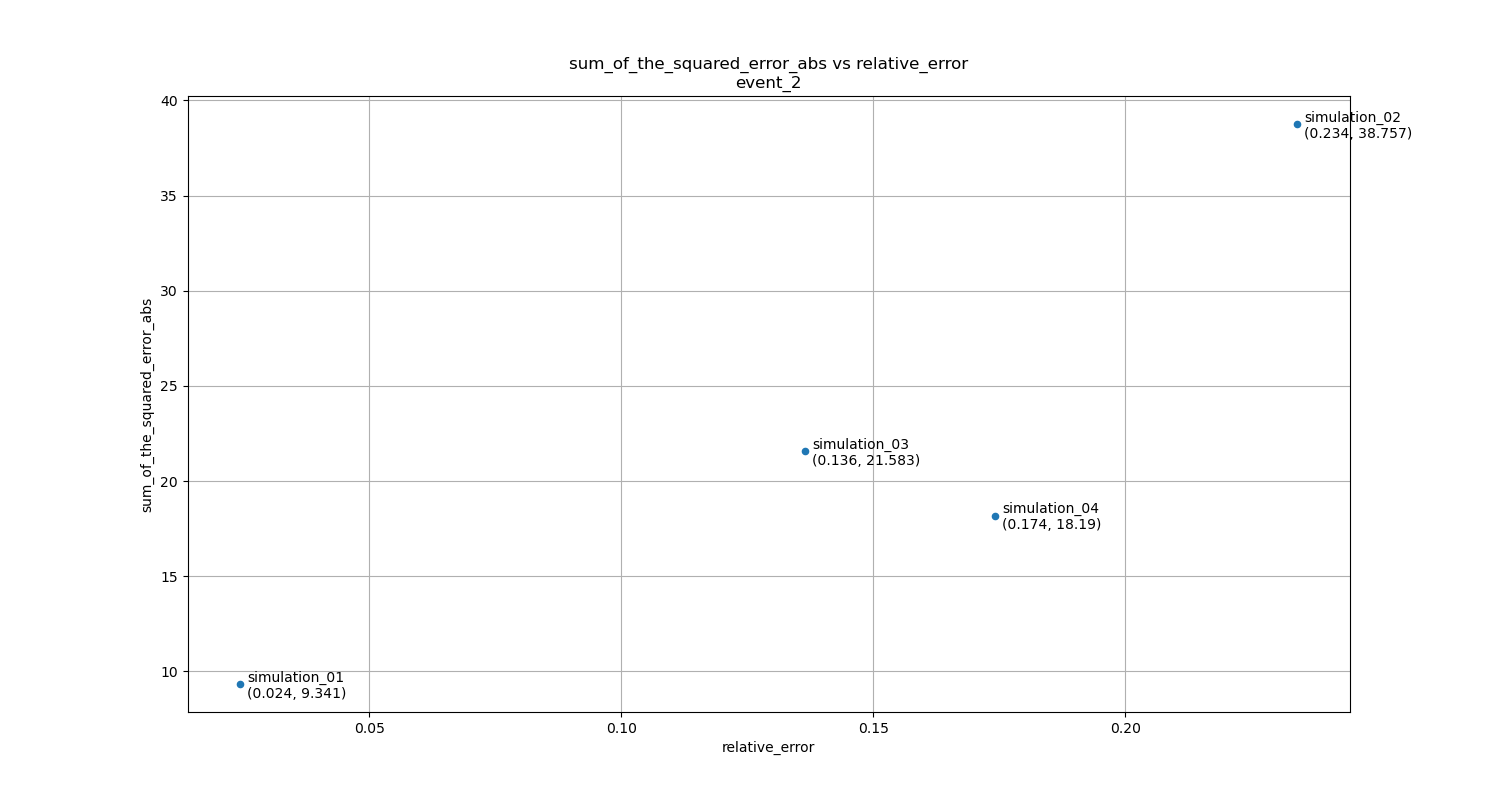 sum_of_the_squared_error_abs vs relative_error
event_2
sum_of_the_squared_error_abs
40
35
30
25
20
15
10
simulation_02
(0.234, 38.757)
simulation_03
(0.136, 21.583)
simulation_04
(0.174, 18.19)
simulation_01
(0.024, 9.341)
0.05
0.10
0.15
0.20
relative_error